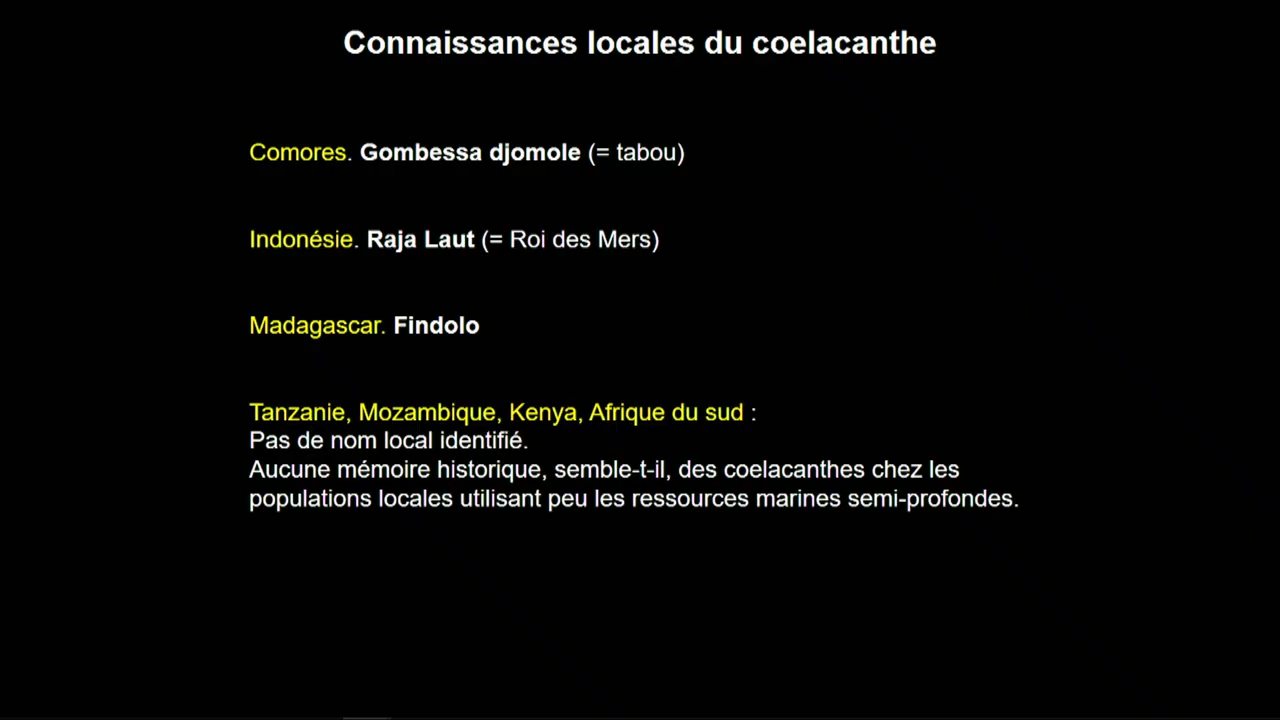 Connaissances locales du coelacanthe
Comores. Gombessa djomole (= tabou)
Indonésie. Raja Laut (= Roi des Mers)
Madagascar. Findolo
Tanzanie, Mozambique, Kenya, Afrique du sud :
Pas de nom local identifié.
Aucune mémoire historique, semble-t-il, des coelacanthes chez les
populations locales utilisant peu les ressources marines semi-profondes.